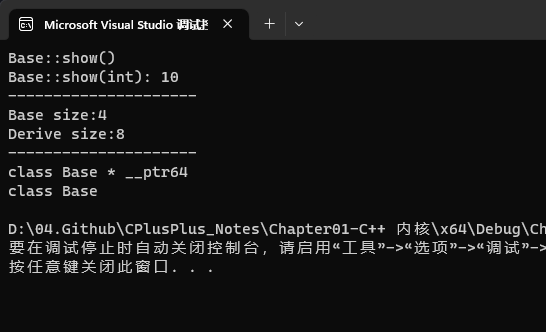 Microsoft Visual Studio 调试
Base::show()
Base::show(int): 10
---------------------
Base size:4
Derive size:8
---------------------
class Base * __ptr64
class Base
D:\04.Github\CPlusPlus_Notes\Chapter01-C++ 内核\x64\Debug\Ch
要在调试停止时自动关闭控制台，请启用“工具”->“选项”->“调试”->
按任意键关闭此窗口. . .